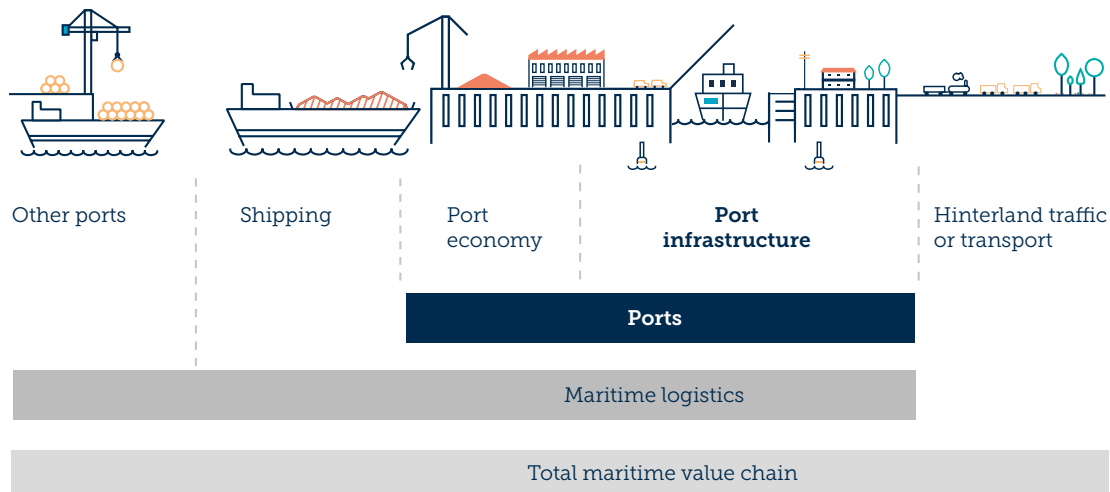 Other ports
Shipping
Port
economy
Port
infrastructure
Hinterland traffic
or transport
Ports
Maritime logistics
Total maritime value chain